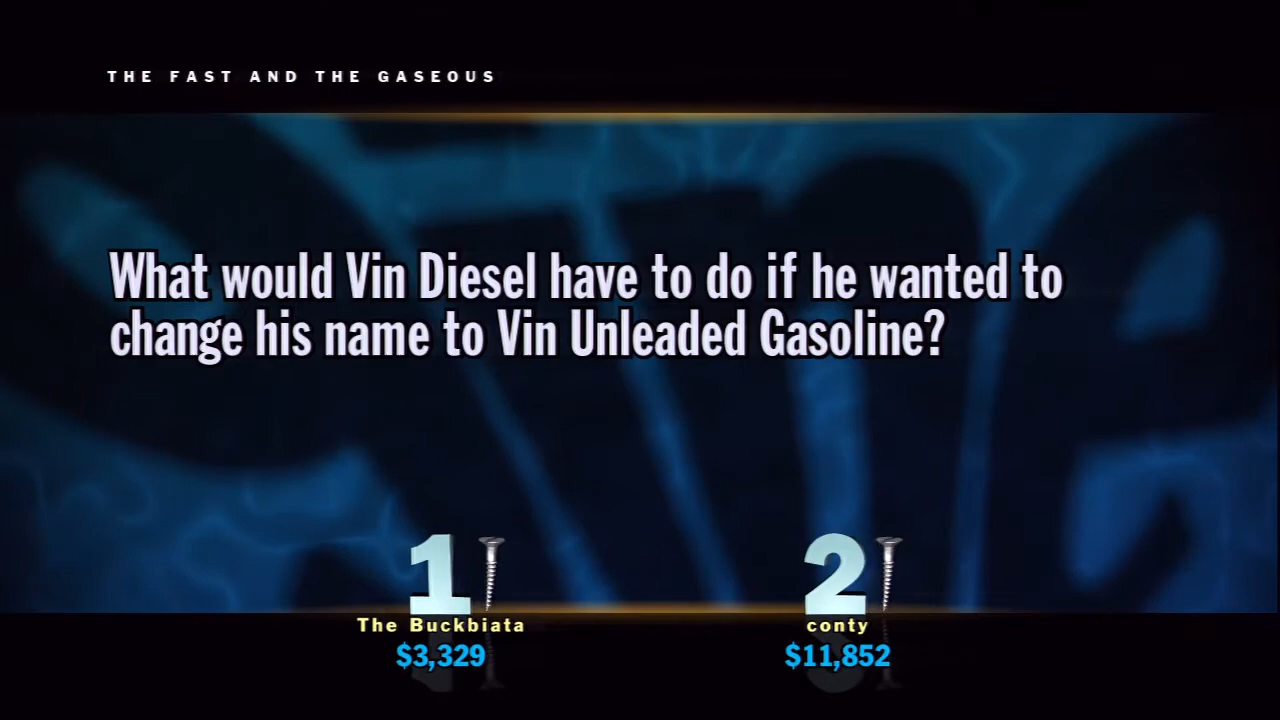 THE FAST AND THE GASEOUS
What would Vin Diesel have to do if he wanted to
change his name to Vin Unleaded Gasoline?
1
2
The Buckbiata
conty
$3,329
$11,852